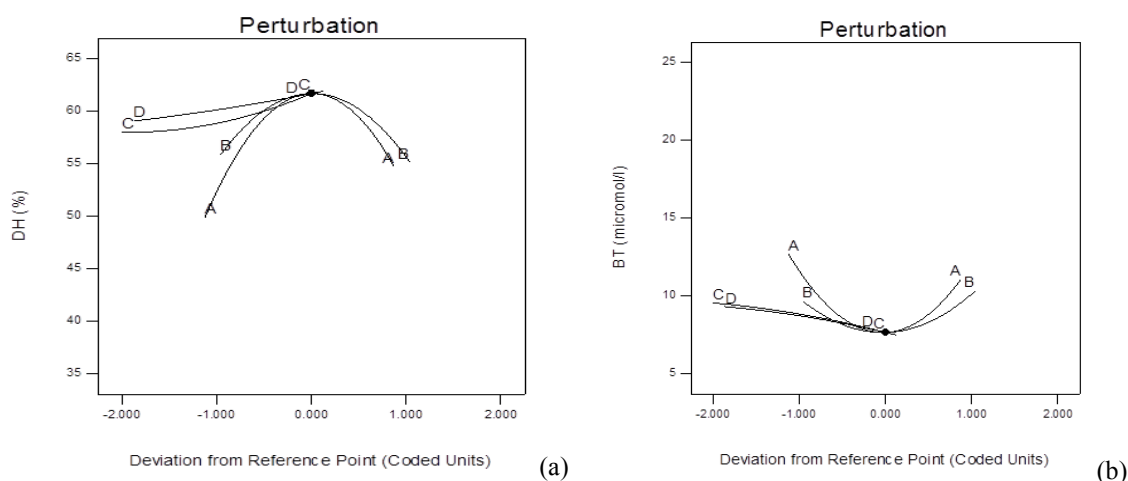 Perturbation
65
60
55
50
45
40
35
DH (%)
D C
D
C
B
A
A B
-2.000 -1.000 0.000 1.000 2.000
Deviation from Reference Point (Coded Units)
(a)
Perturbation
25
20
15
10
5
BT (micromol/l)
A
A
C D
B
B
D C
-2.000 -1.000 0.000 1.000 2.000
Deviation from Reference Point (Coded Units)
(b)